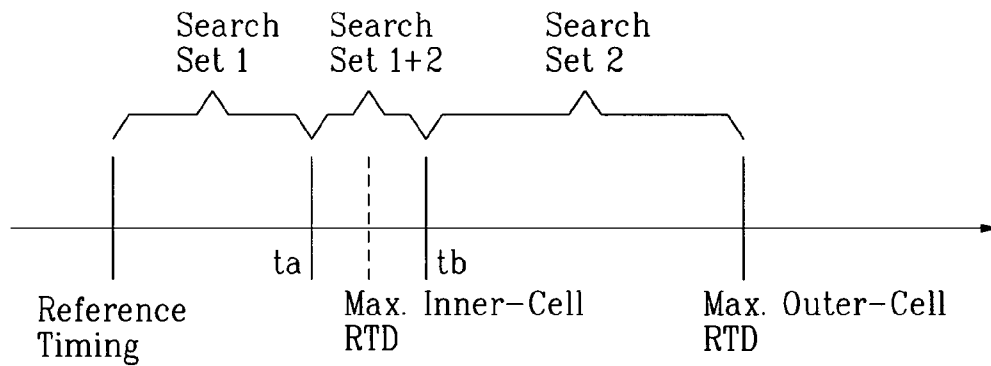 Search
Set 1
Search
Set 1+2
Search
Set 2
ta
tb
Reference
Timing
Max. Inner-Cell
RTD
Max. Outer-Cell
RTD